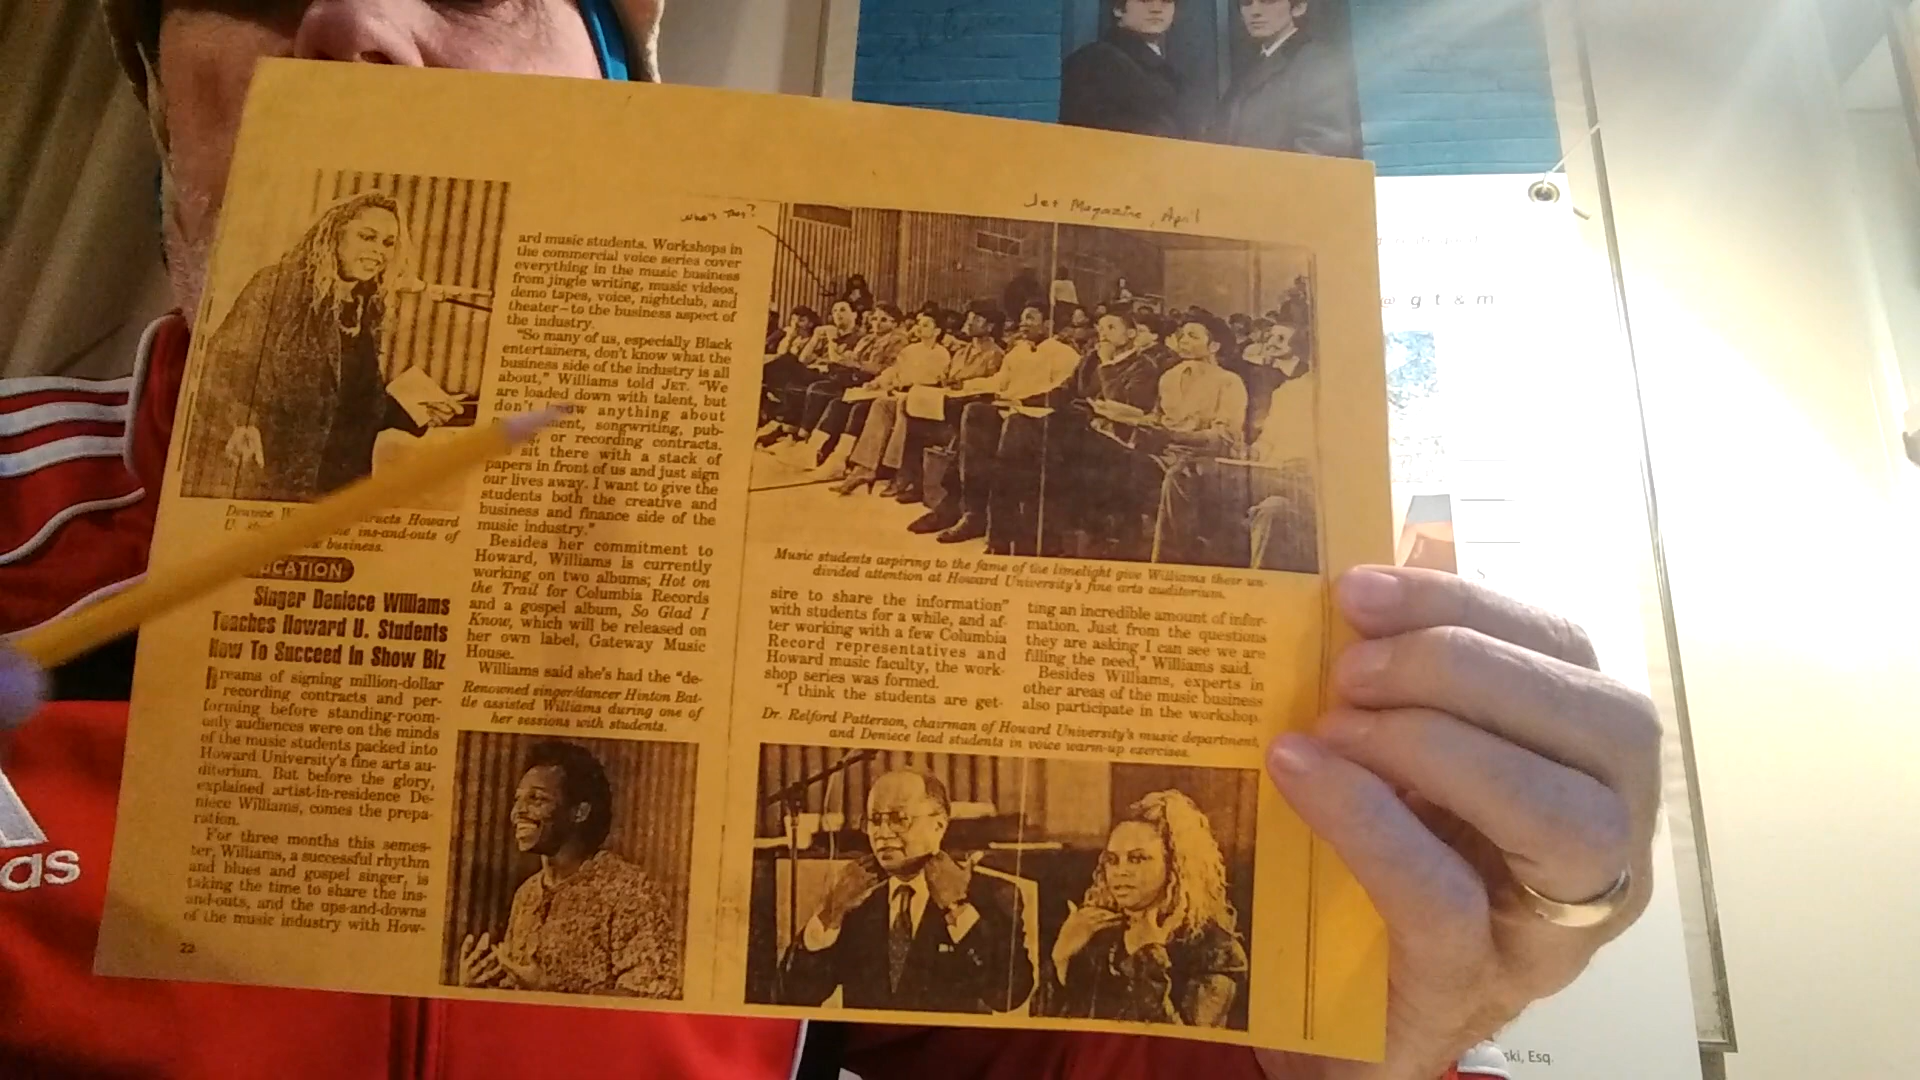 Who's This?
Jet Magazine, April
Deniece W
tracts Howard
U. st
the ins-and-outs of
business.
UCATION
Singer Deniece Williams
Teaches Howard U. Students
How To Succeed In Show Biz
Dreams of signing million-dollar
recording contracts and per-
forming before standing-room-
only audiences were on the minds
of the music students packed into
Howard University's fine arts au-
ditorium. But before the glory,
explained artist-in-residence De-
niece Williams, comes the prepa-
ration.
For three months this semes-
ter, Williams, a successful rhythm
and blues and gospel singer, is
taking the time to share the ins-
and-outs, and the ups-and-downs
of the music industry with How-
22
ard music students. Workshops in
the commercial voice series cover
everything in the music business
from jingle writing, music videos,
demo tapes, voice, nightclub, and
theater–to the business aspect of
the industry.
"So many of us, especially Black
entertainers, don't know what the
business side of the industry is all
about," Williams told JET. "We
are loaded down with talent, but
don't know anything about
ment, songwriting, pub-
g, or recording contracts.
sit there with a stack of
papers in front of us and just sign
our lives away. I want to give the
students both the creative and
business and finance side of the
music industry."
Besides her commitment to
Howard, Williams is currently
working on two albums; Hot on
the Trail for Columbia Records
and a gospel album, So Glad I
Know, which will be released on
her own label, Gateway Music
House.
Williams said she's had the "de-
Renowned singer/dancer Hinton Bat-
tle assisted Williams during one of
her sessions with students.
Music students aspiring to the fame of the limelight give Williams their un-
divided attention at Howard University's fine arts auditorium.
sire to share the information"
with students for a while, and af-
ter working with a few Columbia
Record representatives and
Howard music faculty, the work-
shop series was formed.
"I think the students are get-
ting an incredible amount of infor-
mation. Just from the questions
they are asking I can see we are
filling the need," Williams said.
Besides Williams, experts in
other areas of the music business
also participate in the workshop.
Dr. Relford Patterson, chairman of Howard University's music department,
and Deniece lead students in voice warm-up exercises.
g t & m
ski, Esq.
das